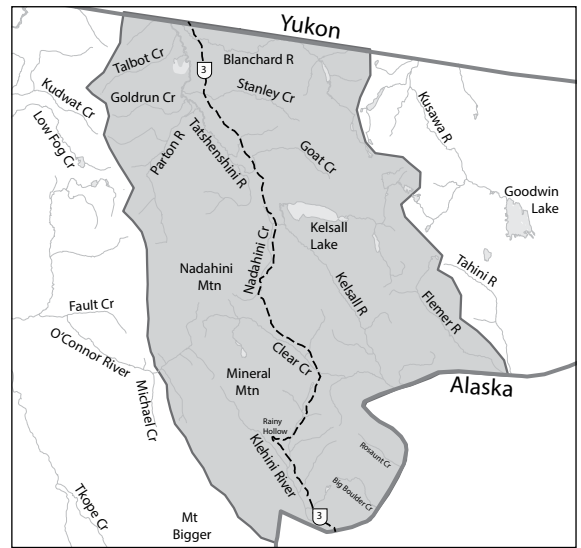 Yukon
Talbot Cr
Blanchard R
3
Stanley Cr
Kudwat Cr
Goldrun Cr
Kusawa R
Low Fog Cr
Parton R
Tatshenshini R
Goat Cr
Goodwin
Lake
Kelsall
Lake
Nadahini Cr
Nadahini
Mtn
Kelsall R
Tahini R
Flemer R
Fault Cr
O'Connor River
Clear Cr
Mineral
Mtn
Alaska
Michael Cr
Rainy
Hollow
Klehini River
Rosaunt Cr
Big Boulder Cr
Tkope Cr
Mt
Bigger
3